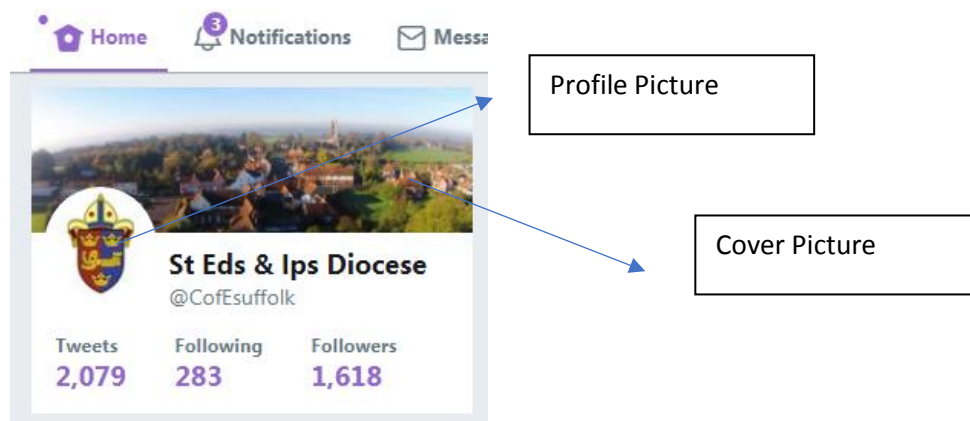 Home 3 Notifications
Profile Picture
Cover Picture
St Eds & Ips Diocese
@CofEsuffolk
Tweets Following Followers
2,079 283 1,618